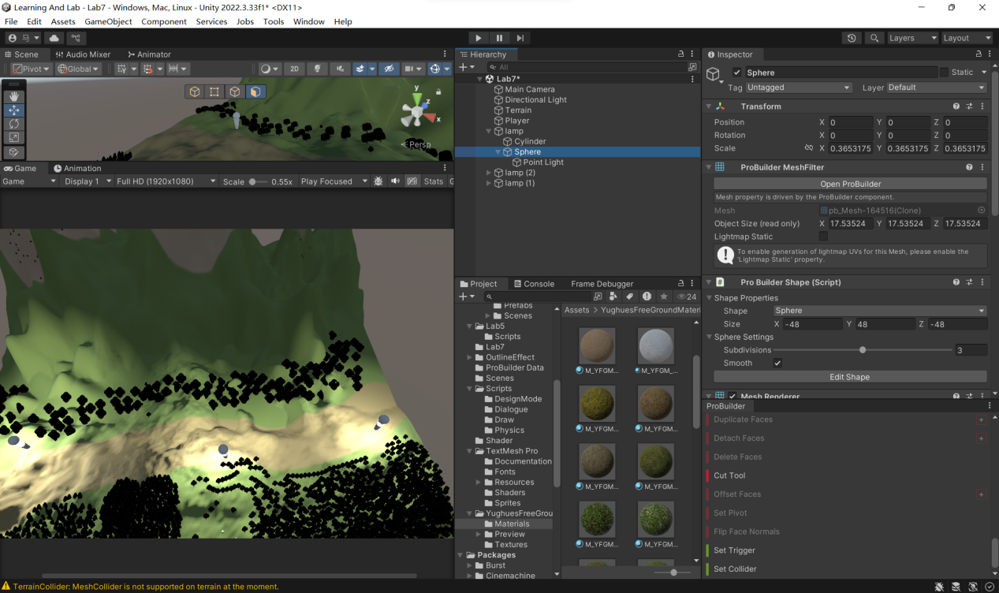 Learning And Lab - Lab7 - Windows, Mac, Linux - Unity 2022.3.33f1* <DX11>
File Edit Assets GameObject Component Services Jobs Tools Window Help
Layers Layout
Scene Audio Mixer Animator
Pivot Global 2D
y
z
x
< Persp
Game Animation
Game Display 1 Full HD (1920x1080) Scale 0.55x Play Focused Stats G
Hierarchy
All
Lab7*
Main Camera
Directional Light
Terrain
Player
lamp
Cylinder
Sphere
Point Light
lamp (2)
lamp (1)
Project Console Frame Debugger
24
Prefabs
Scenes
Lab5
Scripts
Lab7
OutlineEffect
ProBuilder Data
Scenes
Scripts
DesignMode
Dialogue
Draw
Physics
Shader
TextMesh Pro
Documentation
Fonts
Resources
Shaders
Sprites
YughuesFreeGrou
Materials
Preview
Textures
Packages
Burst
Cinemachine
Assets > YughuesFreeGroundMateri
M_YFGM... M_YFGM_...
M_YFGM... M_YFGM...
M_YFGM... M_YFGM...
M_YFGM... M_YFGM...
Inspector
Sphere Static
Tag Untagged Layer Default
Transform
Position X 0 Y 0 Z 0
Rotation X 0 Y 0 Z 0
Scale X 0.3653175 Y 0.3653175 Z 0.3653175
ProBuilder MeshFilter
Open ProBuilder
Mesh property is driven by the ProBuilder component.
Mesh pb_Mesh-164516(Clone)
Object Size (read only) X 17.53524 Y 17.53524 Z 17.53524
Lightmap Static
To enable generation of lightmap UVs for this Mesh, please enable the
'Lightmap Static' property.
Pro Builder Shape (Script)
Shape Properties
Shape Sphere
Size X -48 Y 48 Z -48
Sphere Settings
Subdivisions 3
Smooth
Edit Shape
Mesh Renderer
ProBuilder
Duplicate Faces +
Detach Faces +
Delete Faces
Cut Tool
Offset Faces +
Set Pivot
Flip Face Normals
Set Trigger
Set Collider
TerrainCollider: MeshCollider is not supported on terrain at the moment.